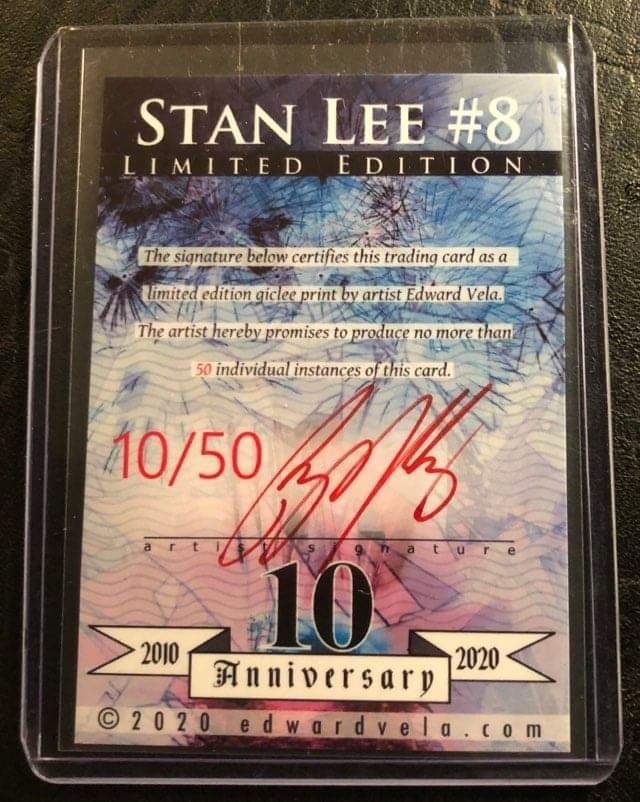 STAN LEE #8
LIMITED EDITION
The signature below certifies this trading card as a
limited edition giclee print by artist Edward Vela.
The artist hereby promises to produce no more than
50 individual instances of this card.
10/50
artist signature
10
2010 Anniversary 2020
© 2020 edwardvela.com